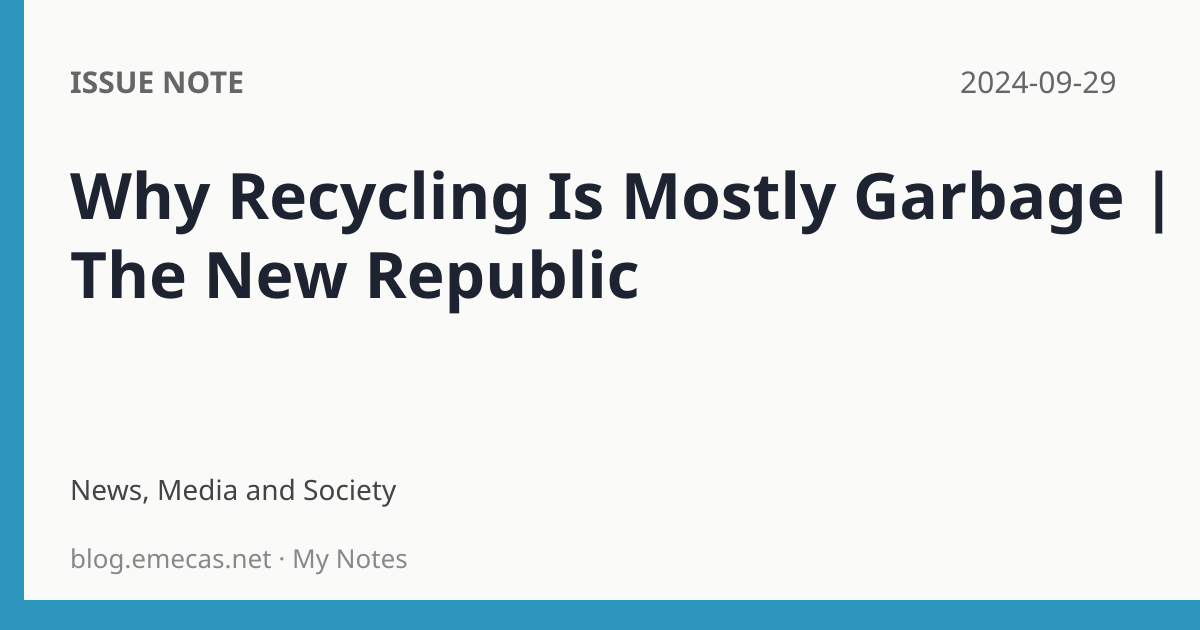 ISSUE NOTE
2024-09-29
Why Recycling Is Mostly Garbage |
The New Republic
News, Media and Society
blog.emecas.net · My Notes